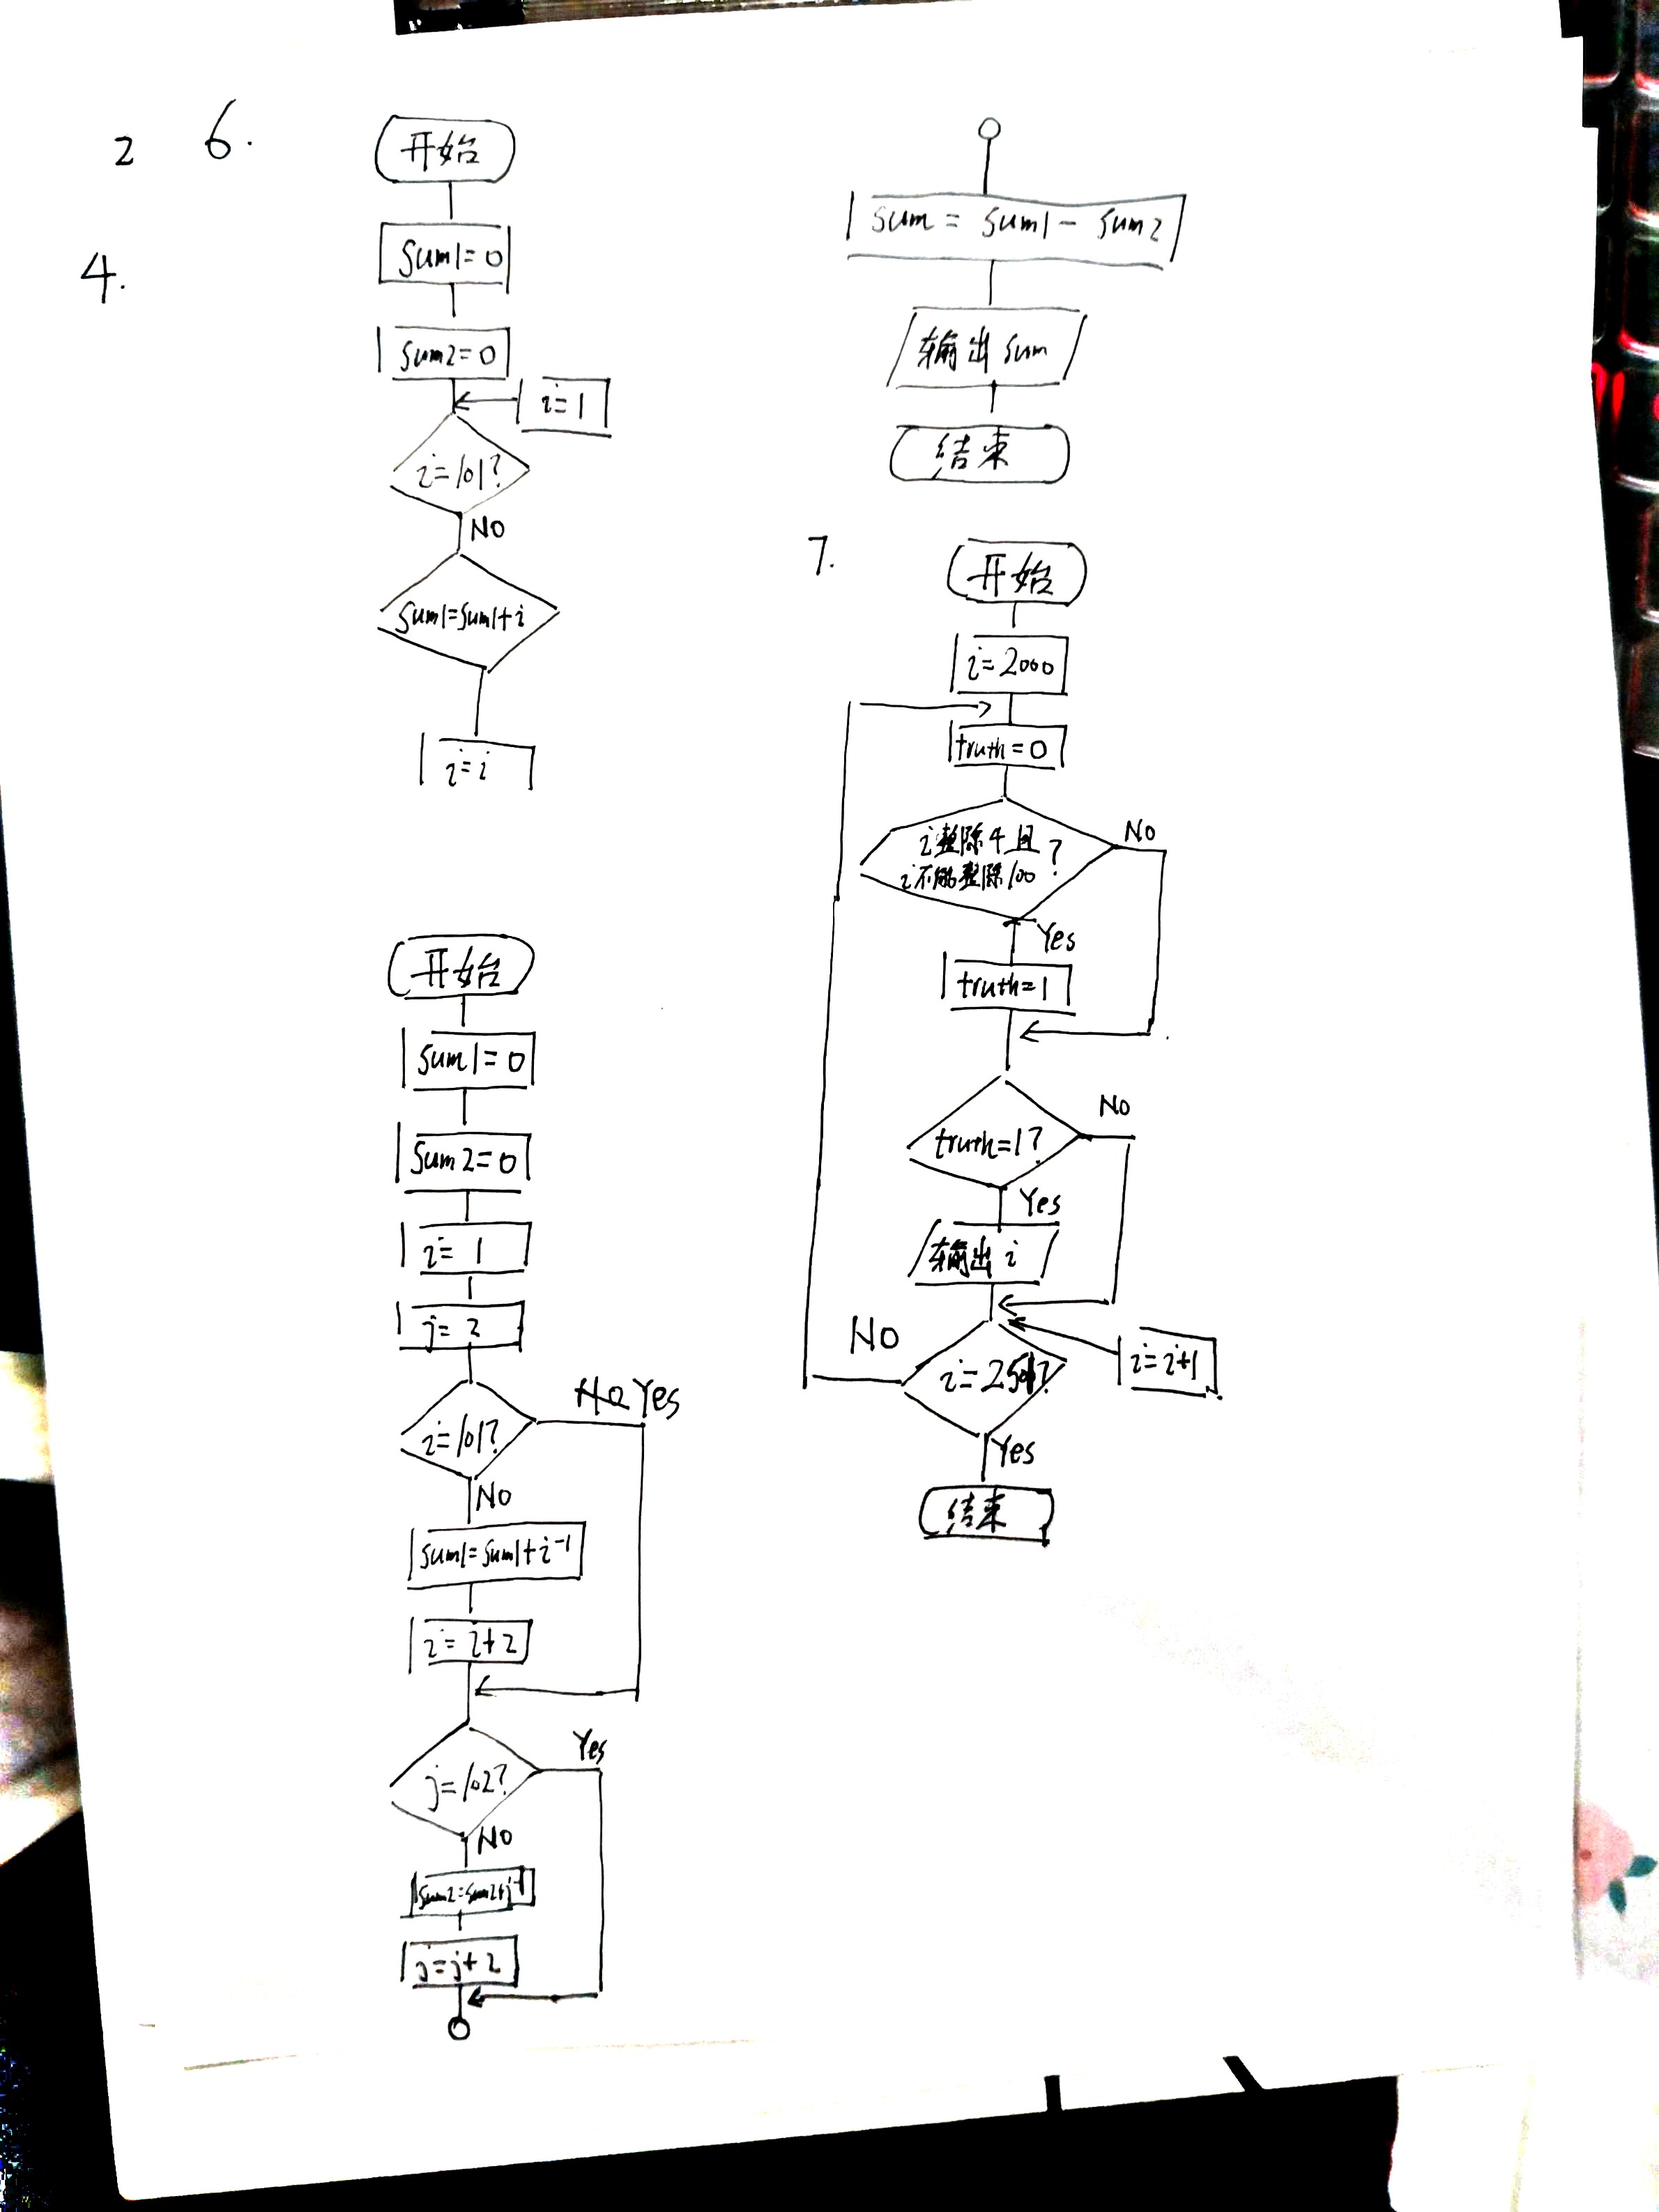 2 6.
4.
开始
sum1=0
sum2=0
i=1
i=101?
NO
sum1=sum1+i
i=i
开始
sum1=0
sum2=0
i=1
j=2
i=101?
Yes
NO
sum1=sum1+i⁻¹
i=i+2
j=102?
Yes
NO
sum2=sum2+j⁻¹
j=j+2
sum=sum1-sum2
输出sum
结束
7.
开始
i=2000
truth=0
i整除4且
i不能整除100
?
No
Yes
truth=1
truth=1?
No
Yes
输出i
i=i+1
NO
Yes
结束